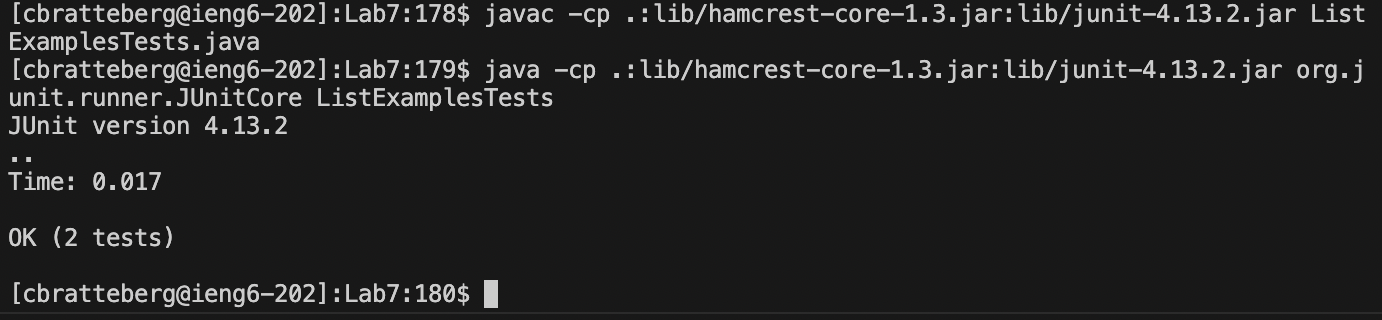 [cbratteberg@ieng6-202]:Lab7:178$ javac -cp .:lib/hamcrest-core-1.3.jar:lib/junit-4.13.2.jar List
ExamplesTests.java
[cbratteberg@ieng6-202]:Lab7:179$ java -cp .:lib/hamcrest-core-1.3.jar:lib/junit-4.13.2.jar org.j
unit.runner.JUnitCore ListExamplesTests
JUnit version 4.13.2
..
Time: 0.017
OK (2 tests)
[cbratteberg@ieng6-202]:Lab7:180$